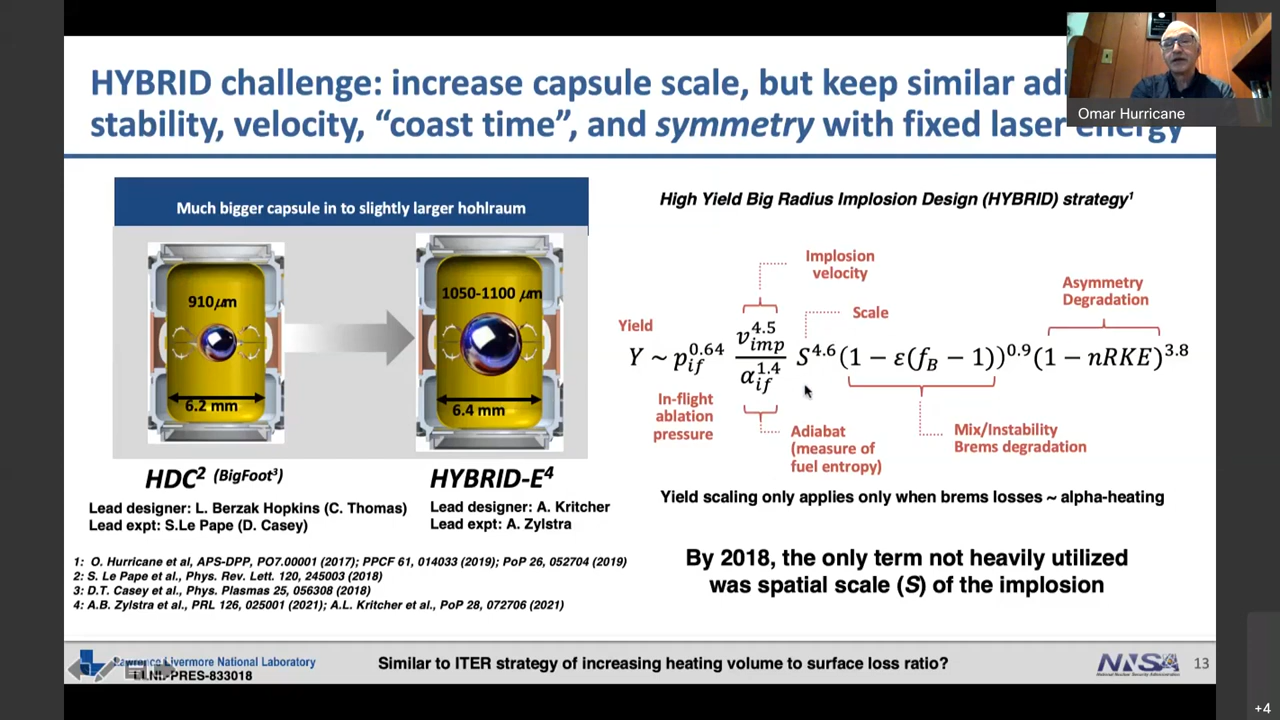 HYBRID challenge: increase capsule scale, but keep similar adi
stability, velocity, “coast time”, and symmetry with fixed laser energy
Omar Hurricane
Much bigger capsule in to slightly larger hohlraum
910μm
6.2 mm
1050-1100 μm
6.4 mm
HDC² (BigFoot³)
Lead designer: L. Berzak Hopkins (C. Thomas)
Lead expt: S.Le Pape (D. Casey)
HYBRID-E⁴
Lead designer: A. Kritcher
Lead expt: A. Zylstra
1: O. Hurricane et al, APS-DPP, PO7.00001 (2017); PPCF 61, 014033 (2019); PoP 26, 052704 (2019)
2: S. Le Pape et al., Phys. Rev. Lett. 120, 245003 (2018)
3: D.T. Casey et al., Phys. Plasmas 25, 056308 (2018)
4: A.B. Zylstra et al., PRL 126, 025001 (2021); A.L. Kritcher et al., PoP 28, 072706 (2021)
High Yield Big Radius Implosion Design (HYBRID) strategy¹
Implosion
velocity
Asymmetry
Degradation
Scale
Yield
Y ~ p_if^0.64 v_imp^4.5 / α_if^1.4 S^4.6 (1 − ε(f_B − 1))^0.9 (1 − nRKE)^3.8
In-flight
ablation
pressure
Adiabat
(measure of
fuel entropy)
Mix/Instability
Brems degradation
Yield scaling only applies only when brems losses ~ alpha-heating
By 2018, the only term not heavily utilized
was spatial scale (S) of the implosion
Lawrence Livermore National Laboratory
LLNL-PRES-833018
Similar to ITER strategy of increasing heating volume to surface loss ratio?
NNSA
National Nuclear Security Administration
13
+4